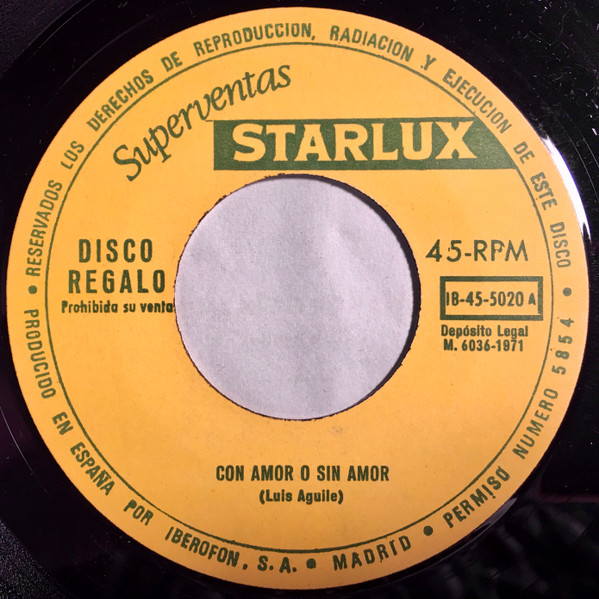 RESERVADOS LOS DERECHOS DE REPRODUCCION, RADIACION Y EJECUCION DE ESTE DISCO
Superventas
STARLUX
DISCO
REGALO
Prohibida su venta
45-RPM
IB-45-5020 A
Depósito Legal
M. 6036-1971
CON AMOR O SIN AMOR
(Luis Aguile)
PRODUCIDO EN ESPAÑA POR IBEROFON, S.A. • MADRID • PERMISO NUMERO 5854 •